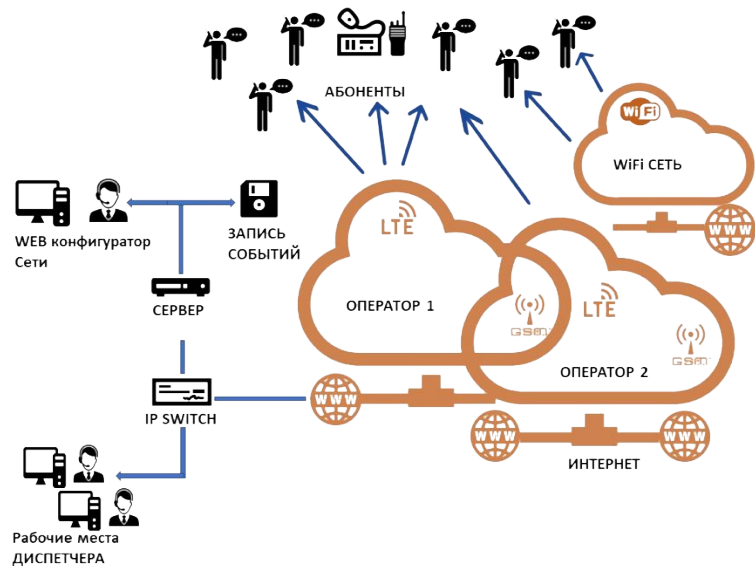 АБОНЕНТЫ
WiFi
WiFi СЕТЬ
LTE
WWW
WEB конфигуратор
Сети
ЗАПИСЬ
СОБЫТИЙ
СЕРВЕР
ОПЕРАТОР 1
GSM
LTE
GSM
ОПЕРАТОР 2
IP SWITCH
WWW
WWW
WWW
ИНТЕРНЕТ
Рабочие места
ДИСПЕТЧЕРА